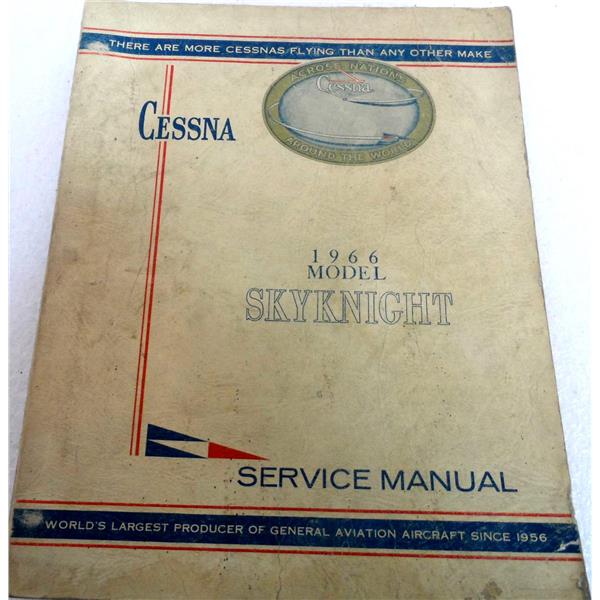 THERE ARE MORE CESSNAS FLYING THAN ANY OTHER MAKE
ACROSS NATIONS
Cessna
AROUND THE WORLD
CESSNA
1966
MODEL
SKYKNIGHT
SERVICE MANUAL
WORLD'S LARGEST PRODUCER OF GENERAL AVIATION AIRCRAFT SINCE 1956